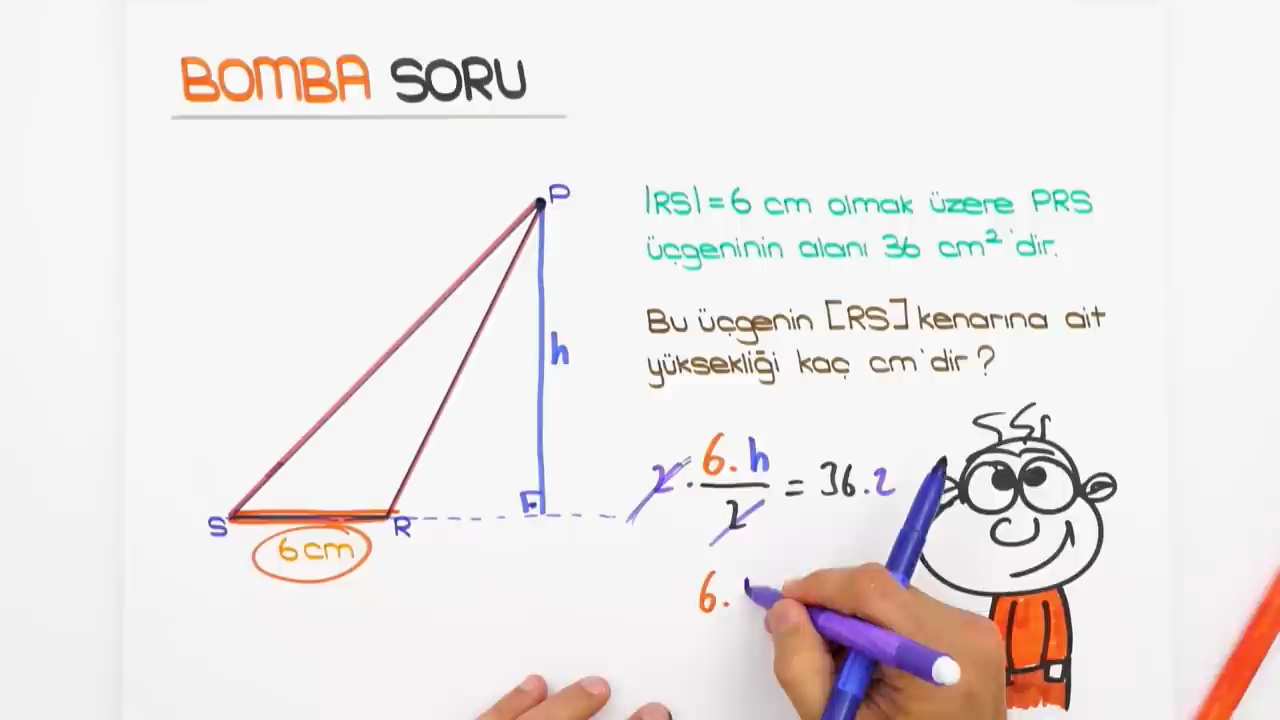 BOMBA SORU
P
|RS| = 6 cm olmak üzere PRS
üçgeninin alanı 36 cm² 'dir.
Bu üçgenin [RS] kenarına ait
yüksekliği kaç cm'dir?
h
2 . 6.h / 2 = 36.2
S
R
6 cm
6.